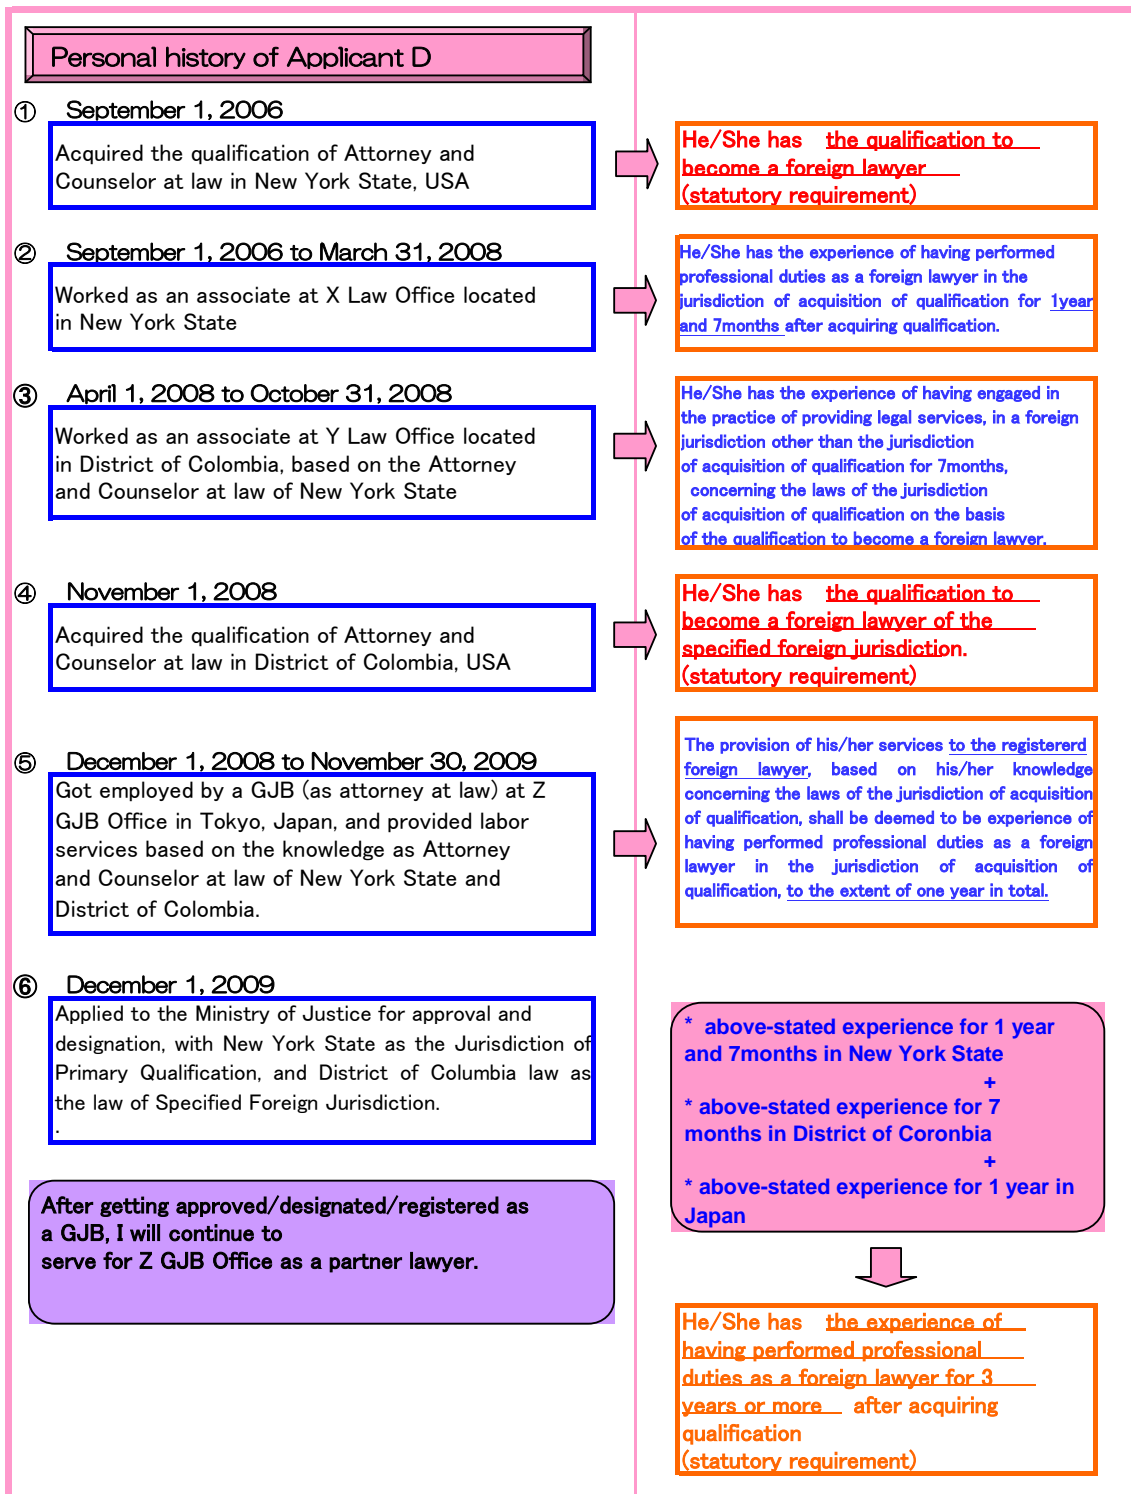 Personal history of Applicant D
① September 1, 2006
Acquired the qualification of Attorney and
Counselor at law in New York State, USA
He/She has the qualification to
become a foreign lawyer
(statutory requirement)
② September 1, 2006 to March 31, 2008
Worked as an associate at X Law Office located
in New York State
He/She has the experience of having performed
professional duties as a foreign lawyer in the
jurisdiction of acquisition of qualification for 1year
and 7months after acquiring qualification.
③ April 1, 2008 to October 31, 2008
Worked as an associate at Y Law Office located
in District of Colombia, based on the Attorney
and Counselor at law of New York State
He/She has the experience of having engaged in
the practice of providing legal services, in a foreign
jurisdiction other than the jurisdiction
of acquisition of qualification for 7months,
concerning the laws of the jurisdiction
of acquisition of qualification on the basis
of the qualification to become a foreign lawyer.
④ November 1, 2008
Acquired the qualification of Attorney and
Counselor at law in District of Colombia, USA
He/She has the qualification to
become a foreign lawyer of the
specified foreign jurisdiction.
(statutory requirement)
⑤ December 1, 2008 to November 30, 2009
Got employed by a GJB (as attorney at law) at Z
GJB Office in Tokyo, Japan, and provided labor
services based on the knowledge as Attorney
and Counselor at law of New York State and
District of Colombia.
The provision of his/her services to the registererd
foreign lawyer, based on his/her knowledge
concerning the laws of the jurisdiction of acquisition
of qualification, shall be deemed to be experience of
having performed professional duties as a foreign
lawyer in the jurisdiction of acquisition of
qualification, to the extent of one year in total.
⑥ December 1, 2009
Applied to the Ministry of Justice for approval and
designation, with New York State as the Jurisdiction of
Primary Qualification, and District of Columbia law as
the law of Specified Foreign Jurisdiction.
.
* above-stated experience for 1 year
and 7months in New York State
+
* above-stated experience for 7
months in District of Coronbia
+
* above-stated experience for 1 year in
Japan
After getting approved/designated/registered as
a GJB, I will continue to
serve for Z GJB Office as a partner lawyer.
He/She has the experience of
having performed professional
duties as a foreign lawyer for 3
years or more after acquiring
qualification
(statutory requirement)